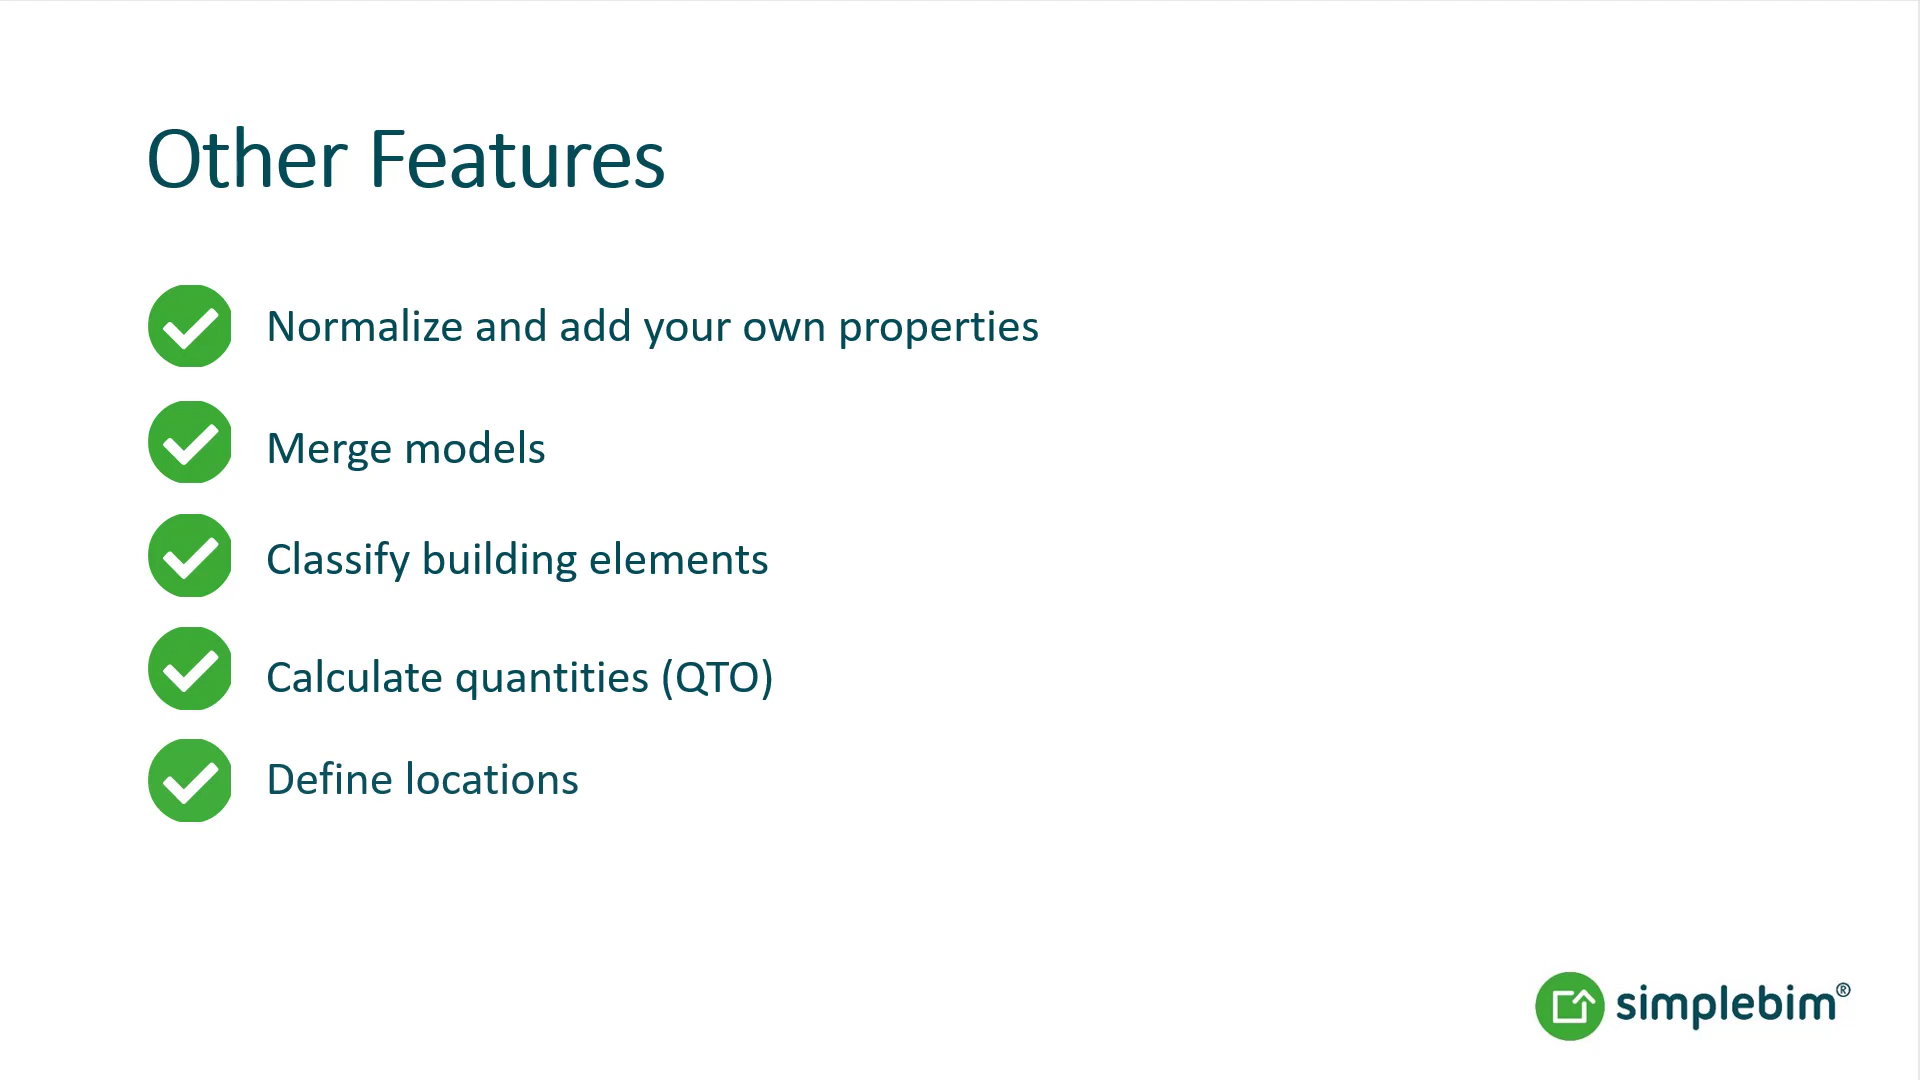 Other Features
Normalize and add your own properties
Merge models
Classify building elements
Calculate quantities (QTO)
Define locations
simplebim®